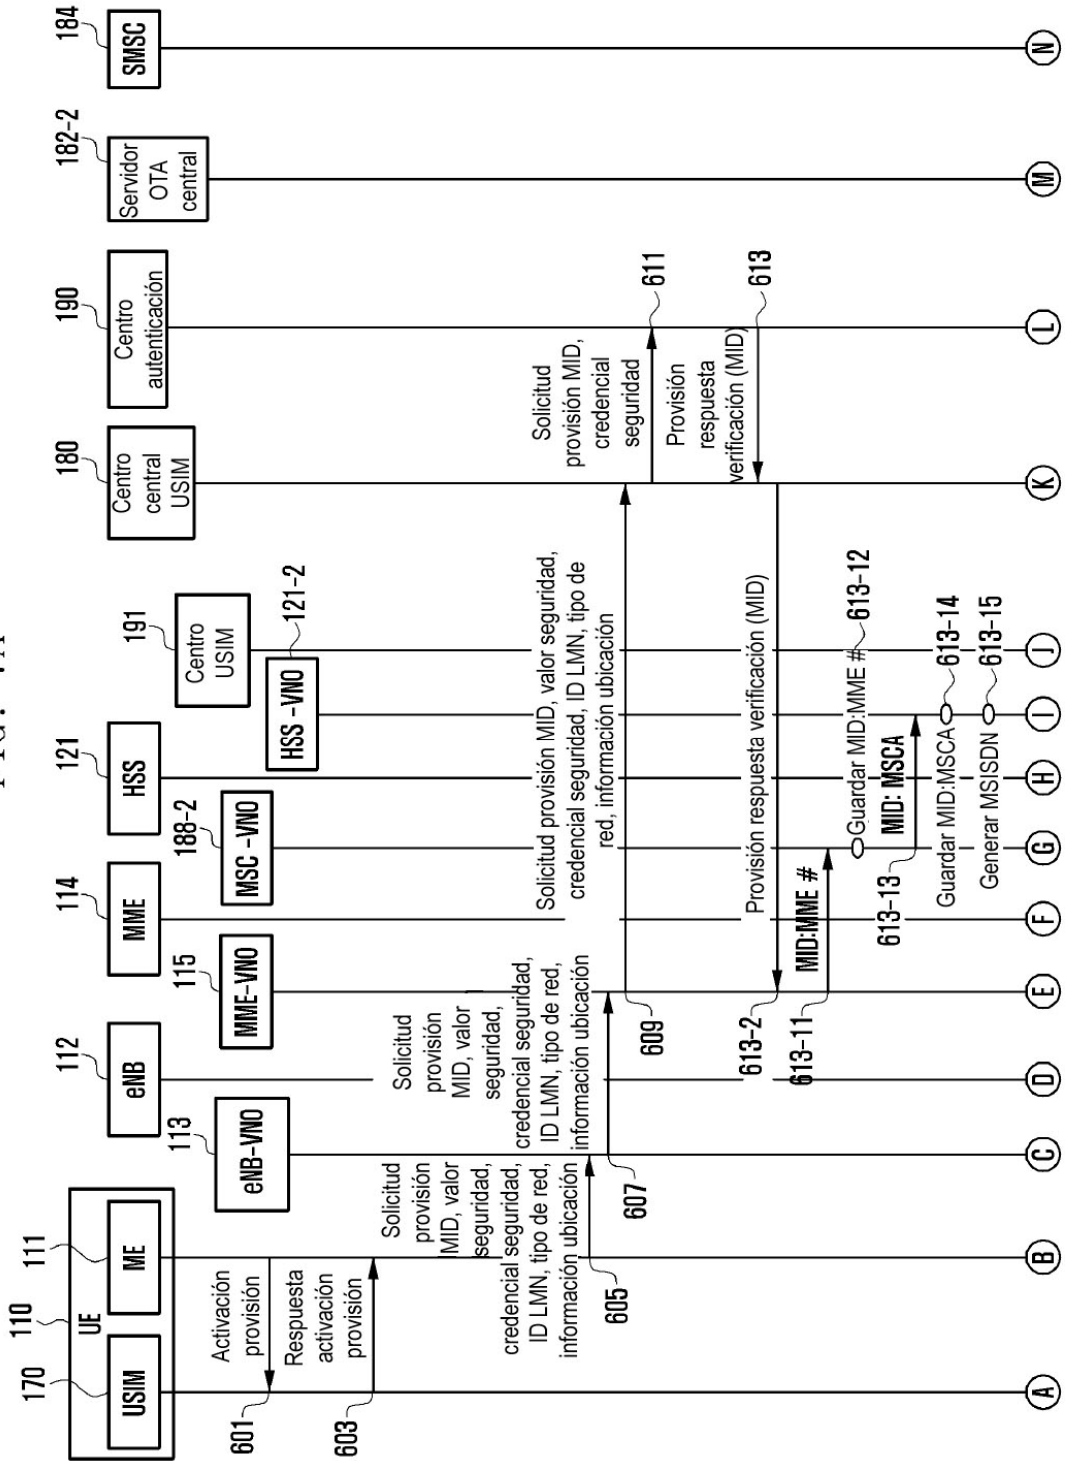 110
170
USIM
UE
111
ME
113
eNB-VNO
112
eNB
115
MME-VNO
114
MME
188-2
MSC -VNO
121
HSS
HSS -VNO
121-2
191
Centro
USIM
180
Centro
central
USIM
190
Centro
autenticación
182-2
Servidor
OTA
central
184
SMSC
601
Activación
provisión
603
Respuesta
activación
provisión
Solicitud
provisión
MID, valor
seguridad,
credencial seguridad,
ID LMN, tipo de red,
información ubicación
605
Solicitud
provisión
MID, valor
seguridad,
credencial seguridad,
ID LMN, tipo de red,
información ubicación
607
Solicitud provisión MID, valor seguridad,
credencial seguridad, ID LMN, tipo de
red, información ubicación
609
Solicitud
provisión MID,
credencial
seguridad
611
Provisión
respuesta
verificación (MID)
613
Provisión respuesta verificación (MID)
613-2
MID:MME #
613-11
Guardar MID:MME #
613-12
MID: MSCA
613-13
Guardar MID:MSCA
613-14
Generar MSISDN
613-15
A
B
C
D
E
F
G
H
I
J
K
L
M
N